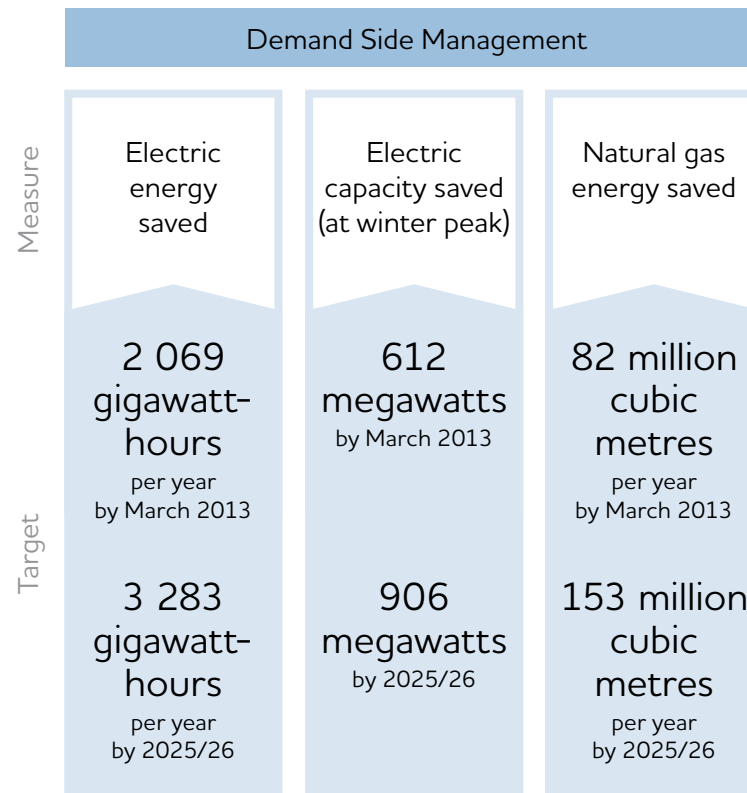 Demand Side Management
Measure
Electric
energy
saved
Electric
capacity saved
(at winter peak)
Natural gas
energy saved
Target
2 069
gigawatt-
hours
per year
by March 2013
612
megawatts
by March 2013
82 million
cubic
metres
per year
by March 2013
3 283
gigawatt-
hours
per year
by 2025/26
906
megawatts
by 2025/26
153 million
cubic
metres
per year
by 2025/26